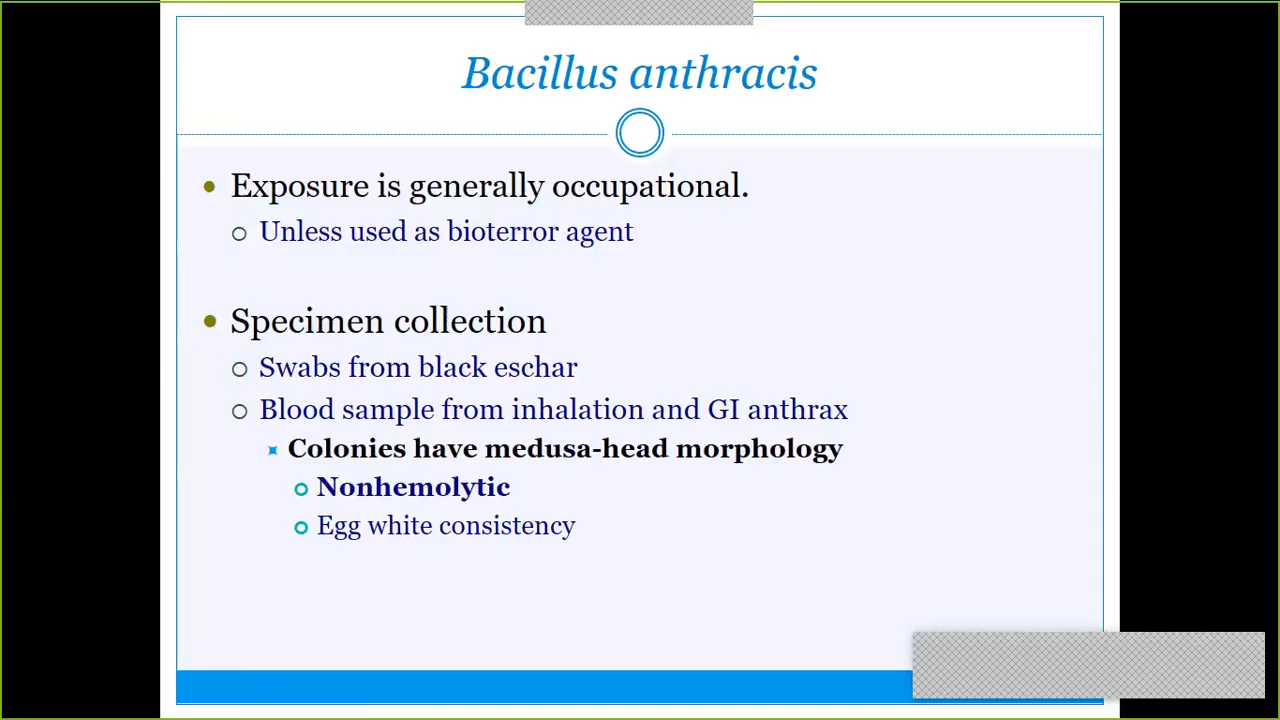 Bacillus anthracis
Exposure is generally occupational.
Unless used as bioterror agent
Specimen collection
Swabs from black eschar
Blood sample from inhalation and GI anthrax
Colonies have medusa-head morphology
Nonhemolytic
Egg white consistency